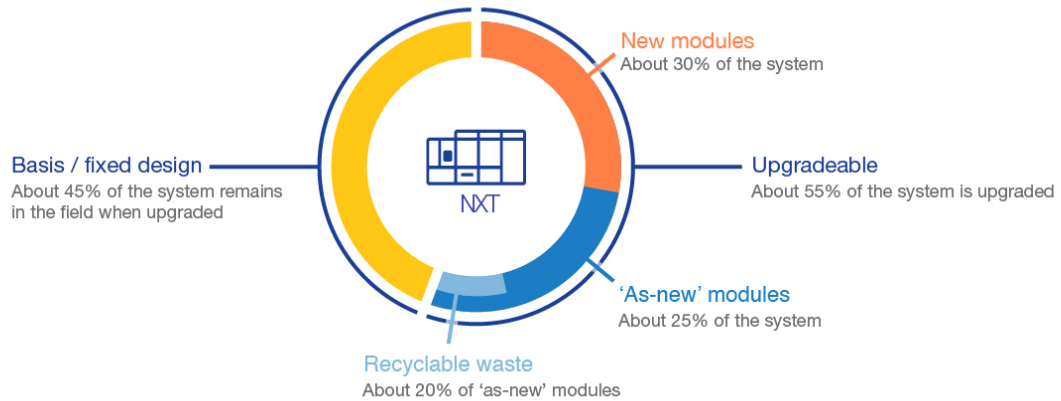 New modules
About 30% of the system
Basis / fixed design
About 45% of the system remains
in the field when upgraded
NXT
Upgradeable
About 55% of the system is upgraded
‘As-new’ modules
About 25% of the system
Recyclable waste
About 20% of ‘as-new’ modules